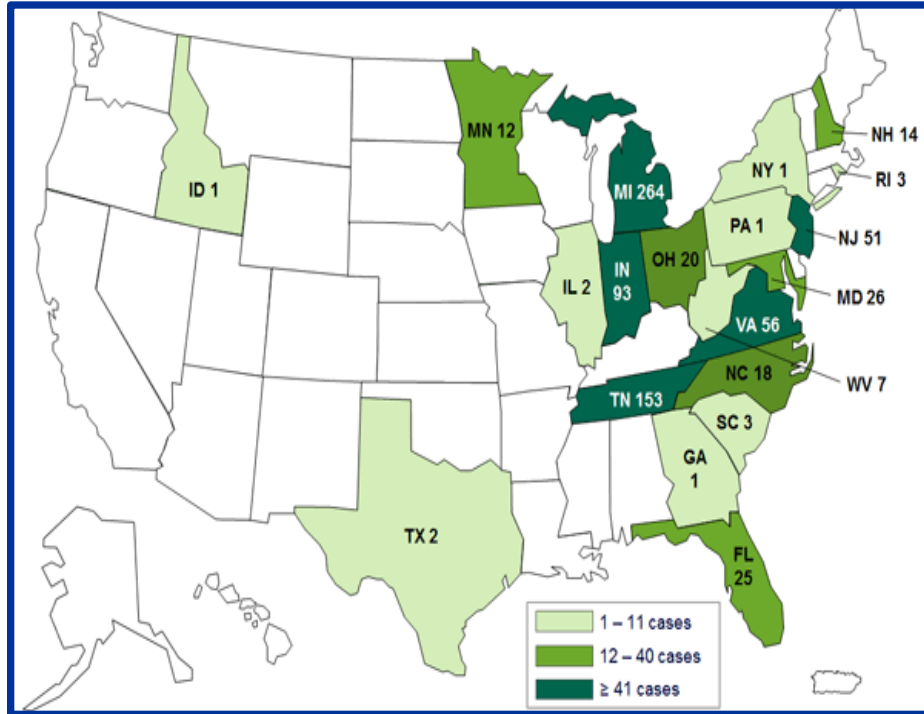 MN 12
NH 14
ID 1
NY 1
RI 3
MI 264
PA 1
NJ 51
IL 2
IN
93
OH 20
MD 26
VA 56
WV 7
NC 18
TN 153
SC 3
GA
1
TX 2
FL
25
1 – 11 cases
12 – 40 cases
≥ 41 cases